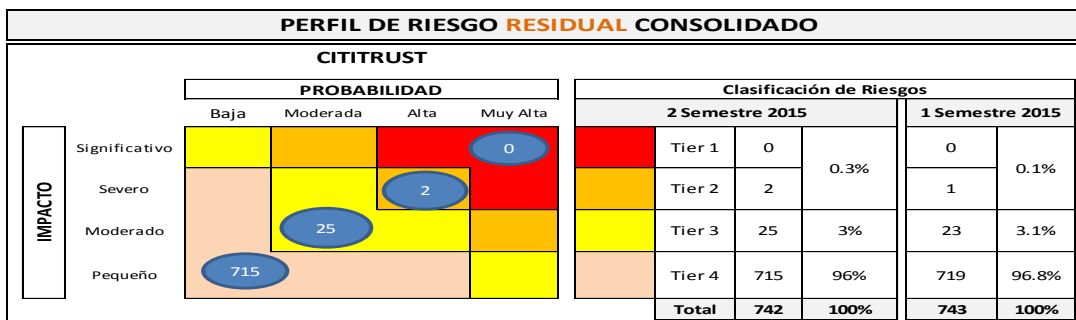 PERFIL DE RIESGO RESIDUAL CONSOLIDADO
CITITRUST
PROBABILIDAD
Baja Moderada Alta Muy Alta
IMPACTO
Significativo 0
Severo 2
Moderado 25
Pequeño 715
Clasificación de Riesgos
2 Semestre 2015 1 Semestre 2015
Tier 1 0 0.3% 0 0.1%
Tier 2 2 1
Tier 3 25 3% 23 3.1%
Tier 4 715 96% 719 96.8%
Total 742 100% 743 100%